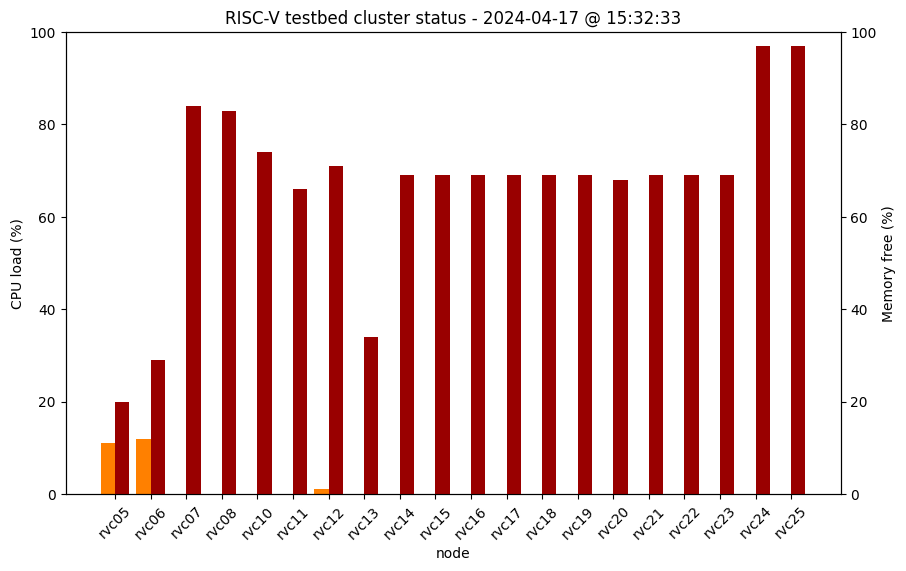 RISC-V testbed cluster status - 2024-04-17 @ 15:32:33
100
80
60
40
20
0
CPU load (%)
100
80
60
40
20
0
Memory free (%)
rvc05 rvc06 rvc07 rvc08 rvc10 rvc11 rvc12 rvc13 rvc14 rvc15 rvc16 rvc17 rvc18 rvc19 rvc20 rvc21 rvc22 rvc23 rvc24 rvc25
node